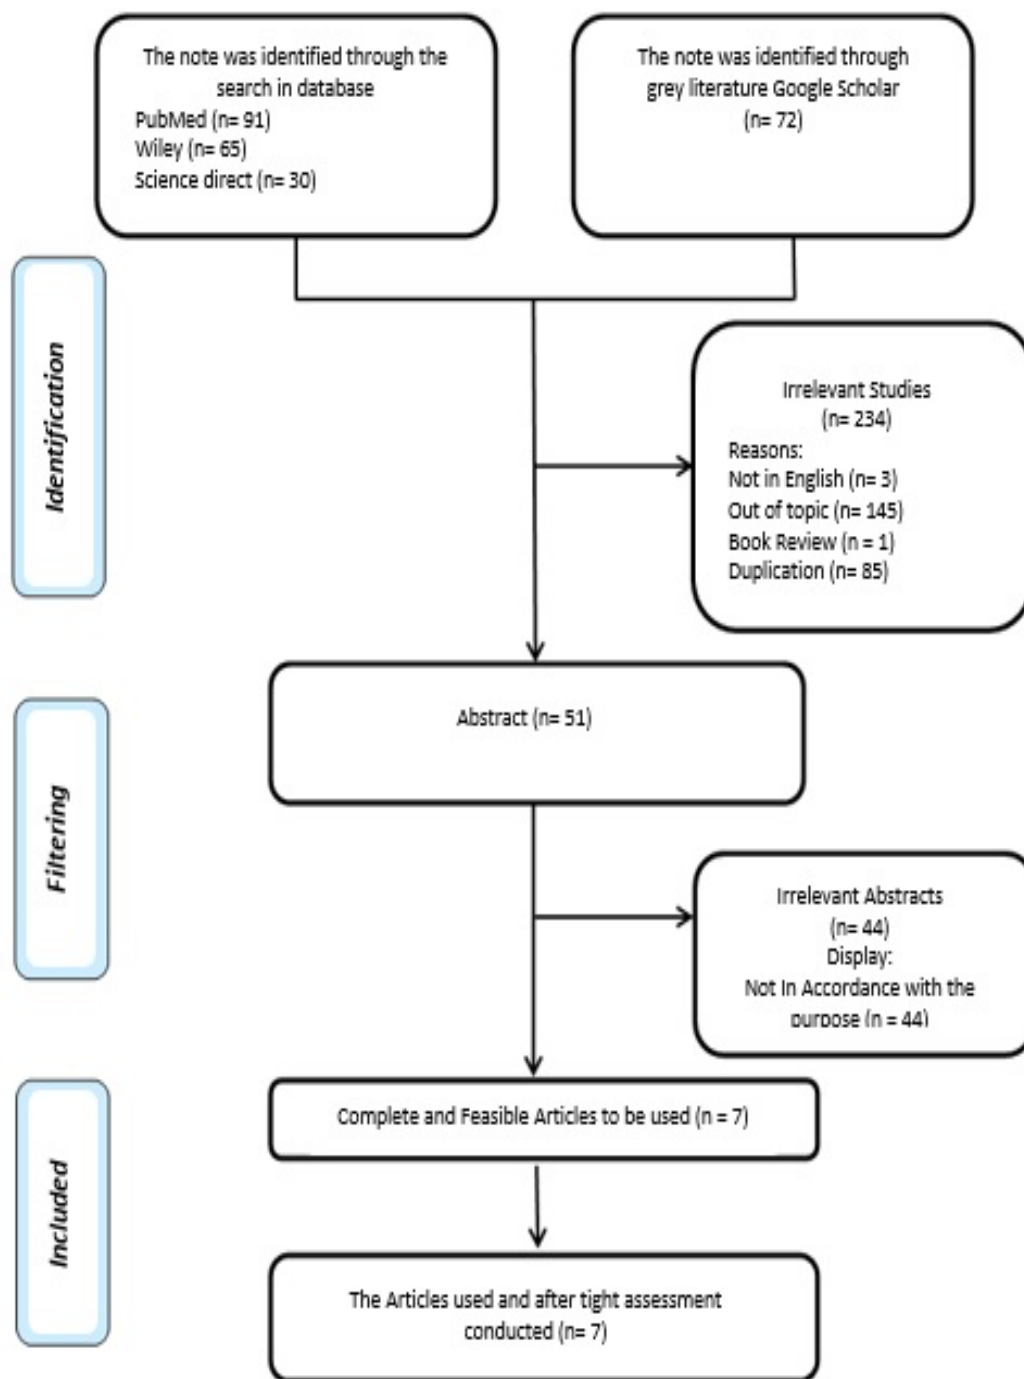 The note was identified through the
search in database
PubMed (n= 91)
Wiley (n= 65)
Science direct (n= 30)
The note was identified through
grey literature Google Scholar
(n= 72)
Identification
Irrelevant Studies
(n= 234)
Reasons:
Not in English (n= 3)
Out of topic (n= 145)
Book Review (n = 1)
Duplication (n= 85)
Abstract (n= 51)
Filtering
Irrelevant Abstracts
(n= 44)
Display:
Not In Accordance with the
purpose (n = 44)
Complete and Feasible Articles to be used (n = 7)
Included
The Articles used and after tight assessment
conducted (n= 7)